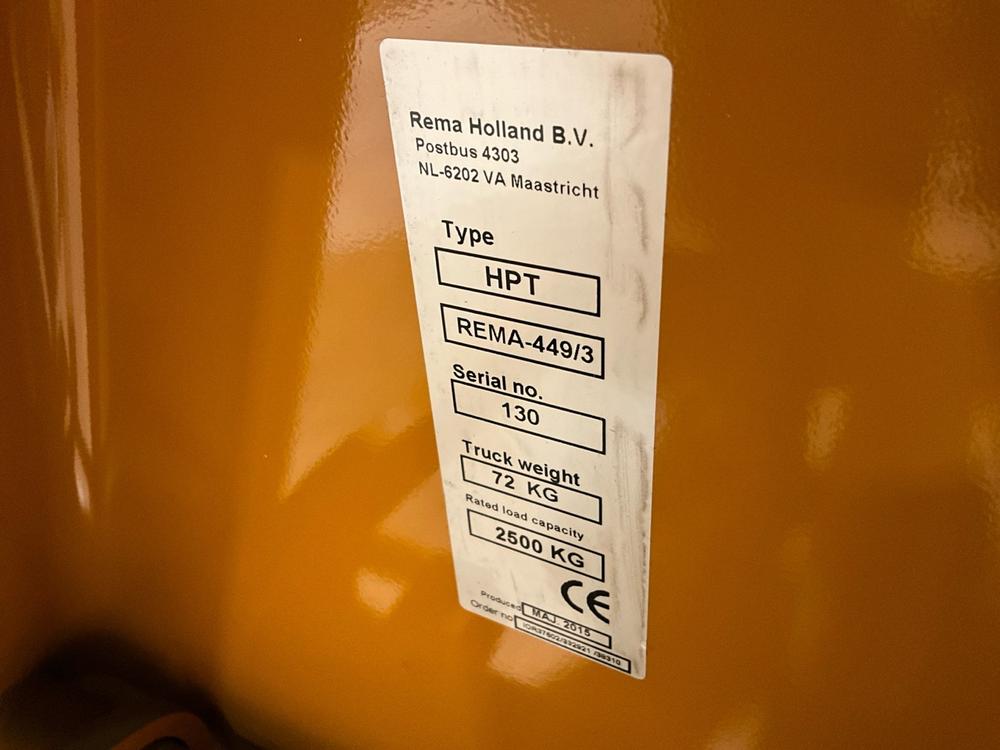 Rema Holland B.V.
Postbus 4303
NL-6202 VA Maastricht
Type
HPT
REMA-449/3
Serial no.
130
Truck weight
72 KG
Rated load capacity
2500 KG
CE
Produced MAJ. 2015
Order no